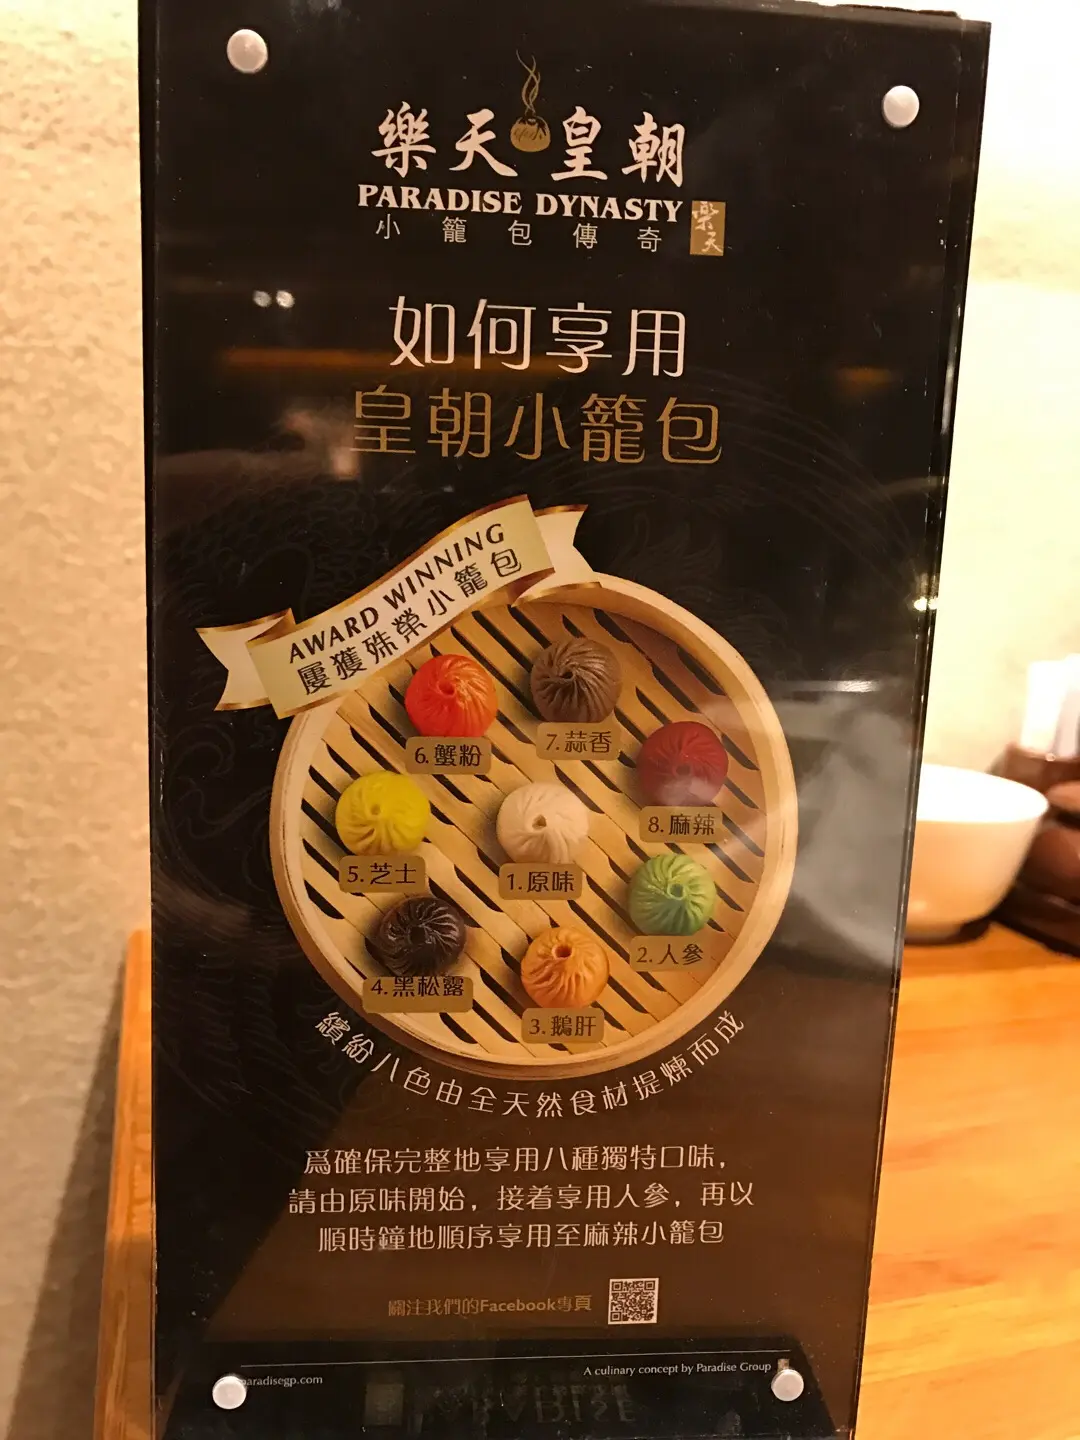 樂天皇朝
PARADISE DYNASTY
樂天
小籠包傳奇
如何享用
皇朝小籠包
AWARD WINNING
屢獲殊榮小籠包
6.蟹粉
7.蒜香
8.麻辣
5.芝士
1.原味
2.人參
4.黑松露
3.鵝肝
繽紛八色由全天然食材提煉而成
爲確保完整地享用八種獨特口味，
請由原味開始，接着享用人參，再以
順時鐘地順序享用至麻辣小籠包
關注我們的Facebook專頁
A culinary concept by Paradise Group
aradisegp.com